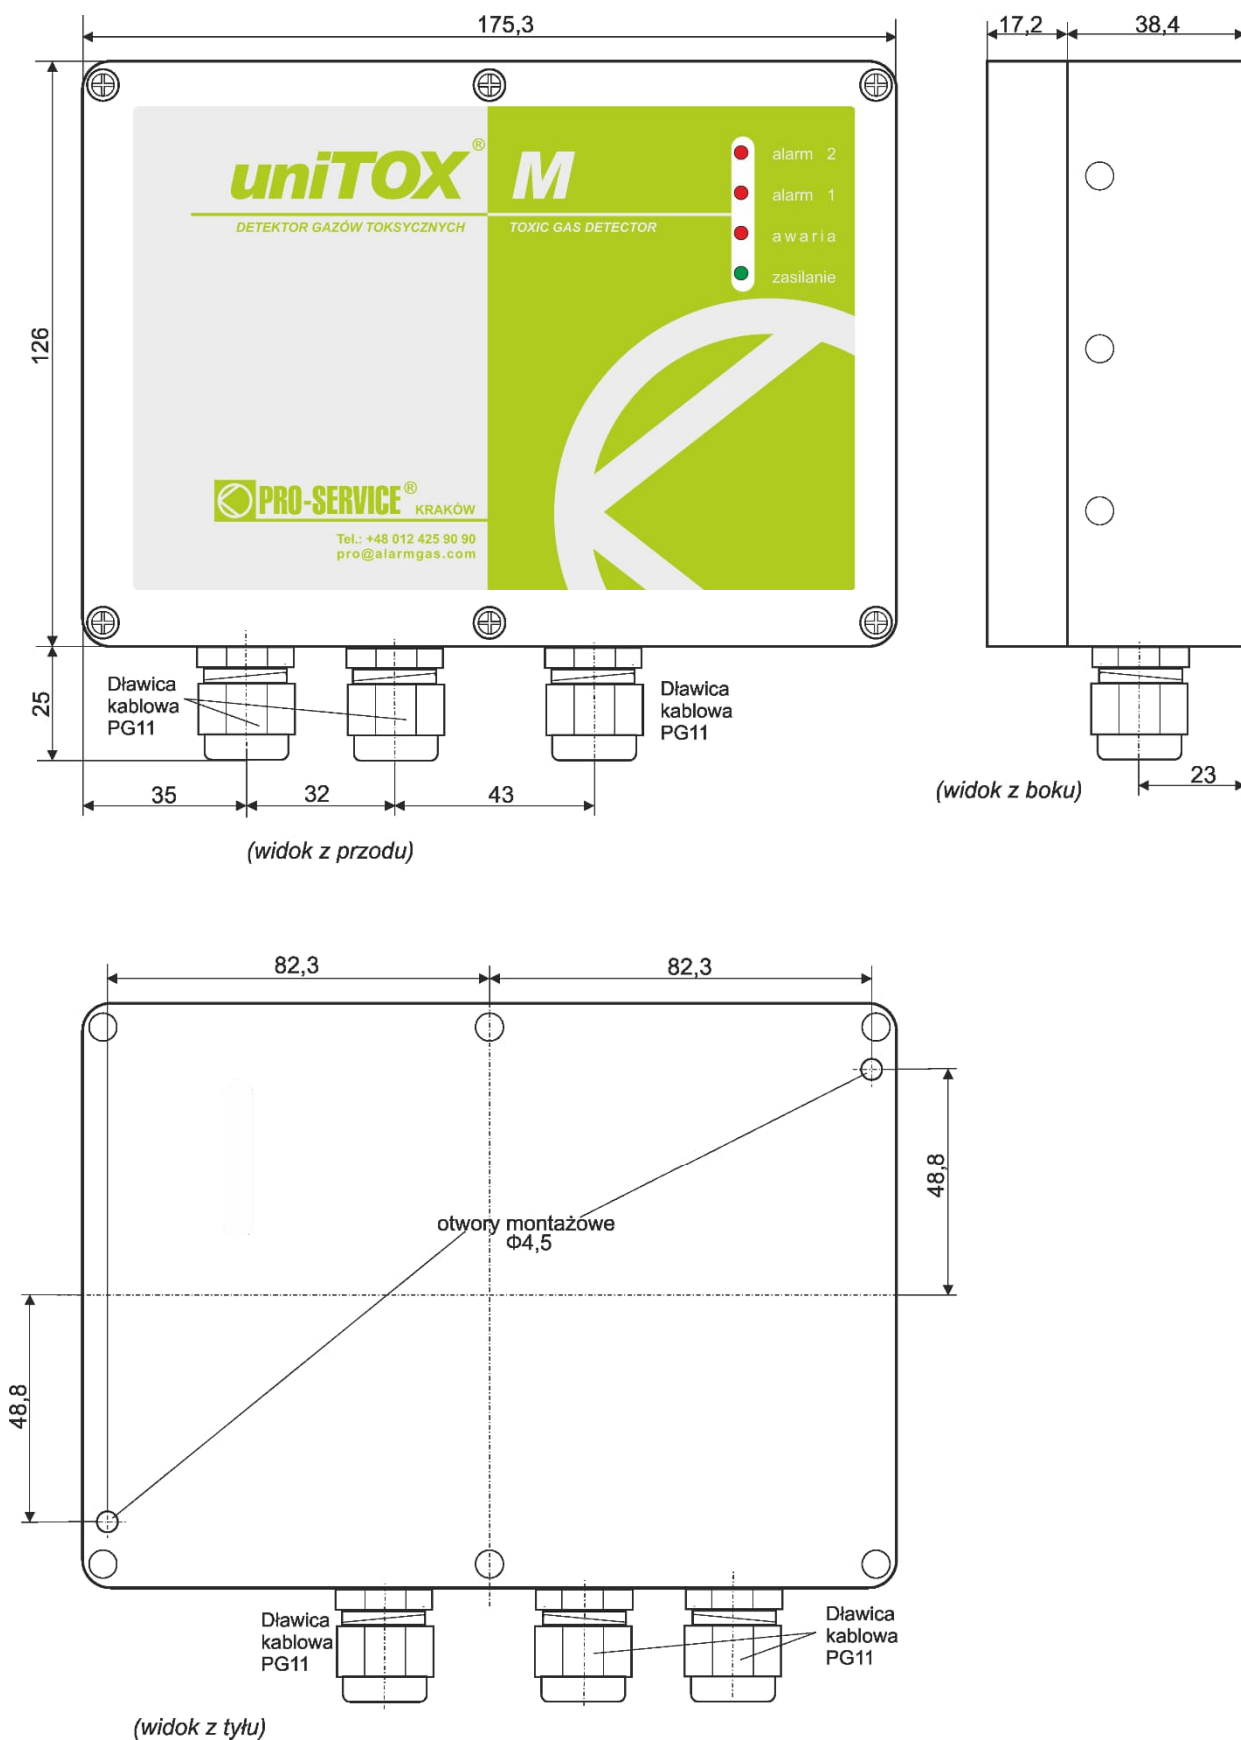 175,3
17,2
38,4
126
uniTOX® M
DETEKTOR GAZÓW TOKSYCZNYCH
TOXIC GAS DETECTOR
alarm 2
alarm 1
awaria
zasilanie
PRO-SERVICE® KRAKÓW
Tel.: +48 012 425 90 90
pro@alarmgas.com
25
Dławica
kablowa
PG11
Dławica
kablowa
PG11
35
32
43
23
(widok z przodu)
(widok z boku)
82,3
82,3
48,8
otwory montażowe
Φ4,5
48,8
Dławica
kablowa
PG11
Dławica
kablowa
PG11
(widok z tyłu)